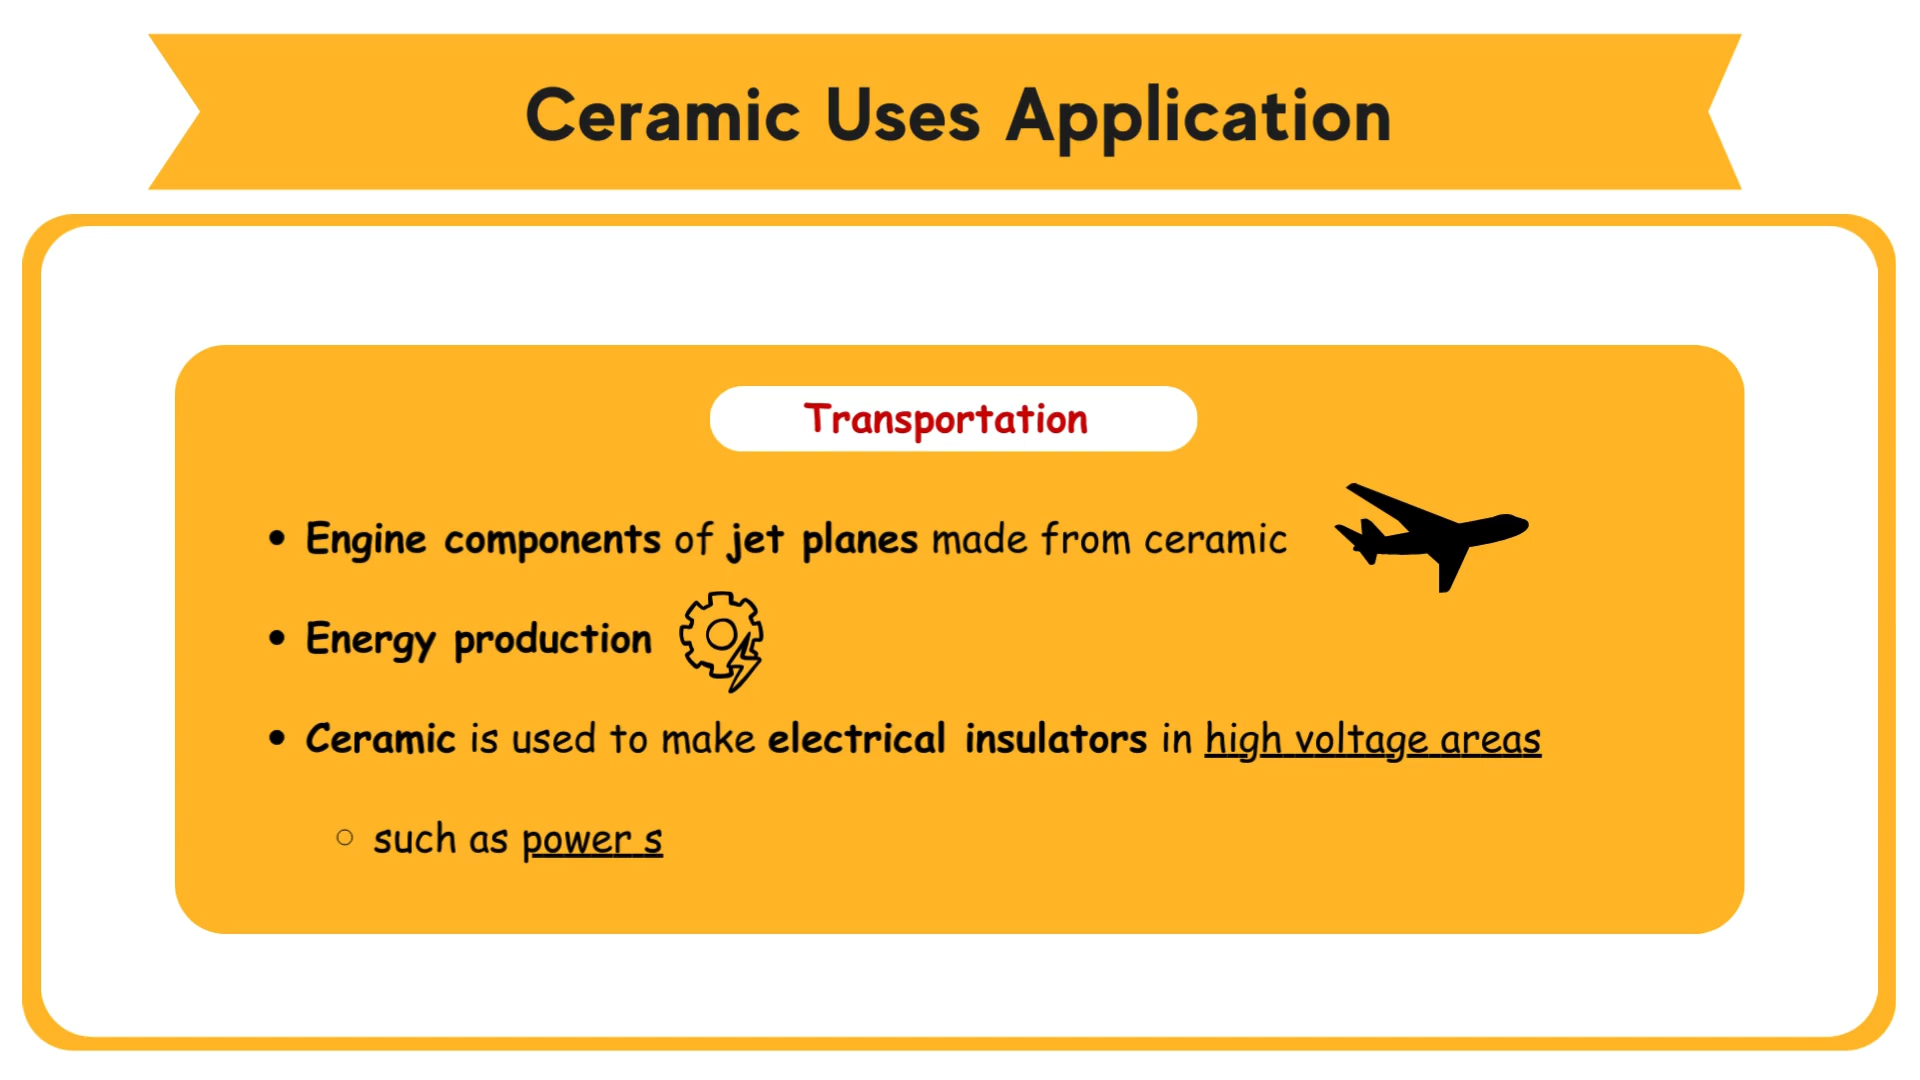 Ceramic Uses Application
Transportation
• Engine components of jet planes made from ceramic
• Energy production
• Ceramic is used to make electrical insulators in high voltage areas
○ such as power s